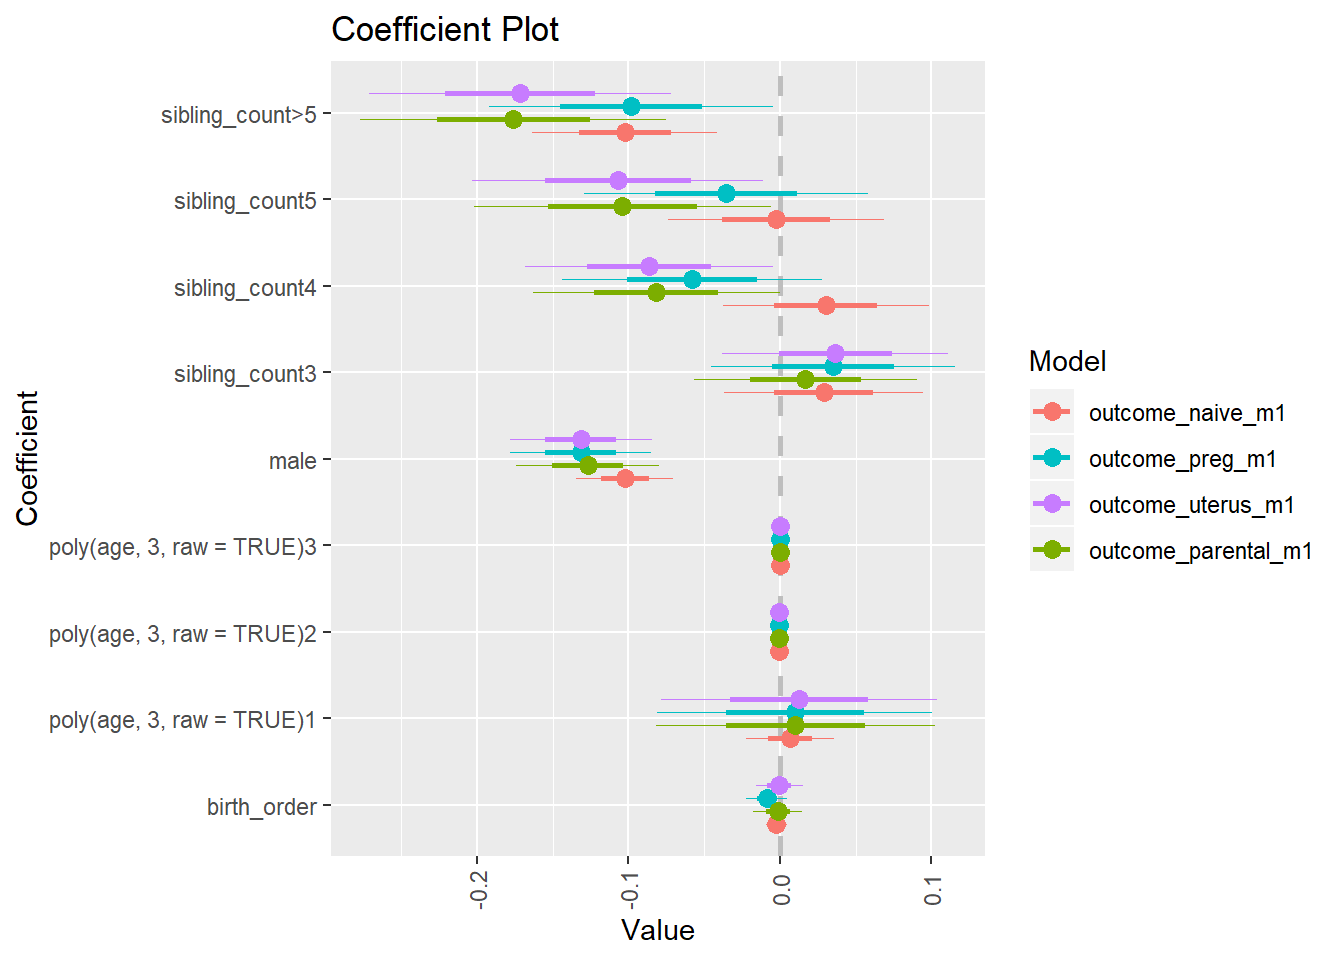 Coefficient Plot
sibling_count>5
sibling_count5
sibling_count4
sibling_count3
male
poly(age, 3, raw = TRUE)3
poly(age, 3, raw = TRUE)2
poly(age, 3, raw = TRUE)1
birth_order
Coefficient
-0.2
-0.1
0.0
0.1
Value
Model
outcome_naive_m1
outcome_preg_m1
outcome_uterus_m1
outcome_parental_m1